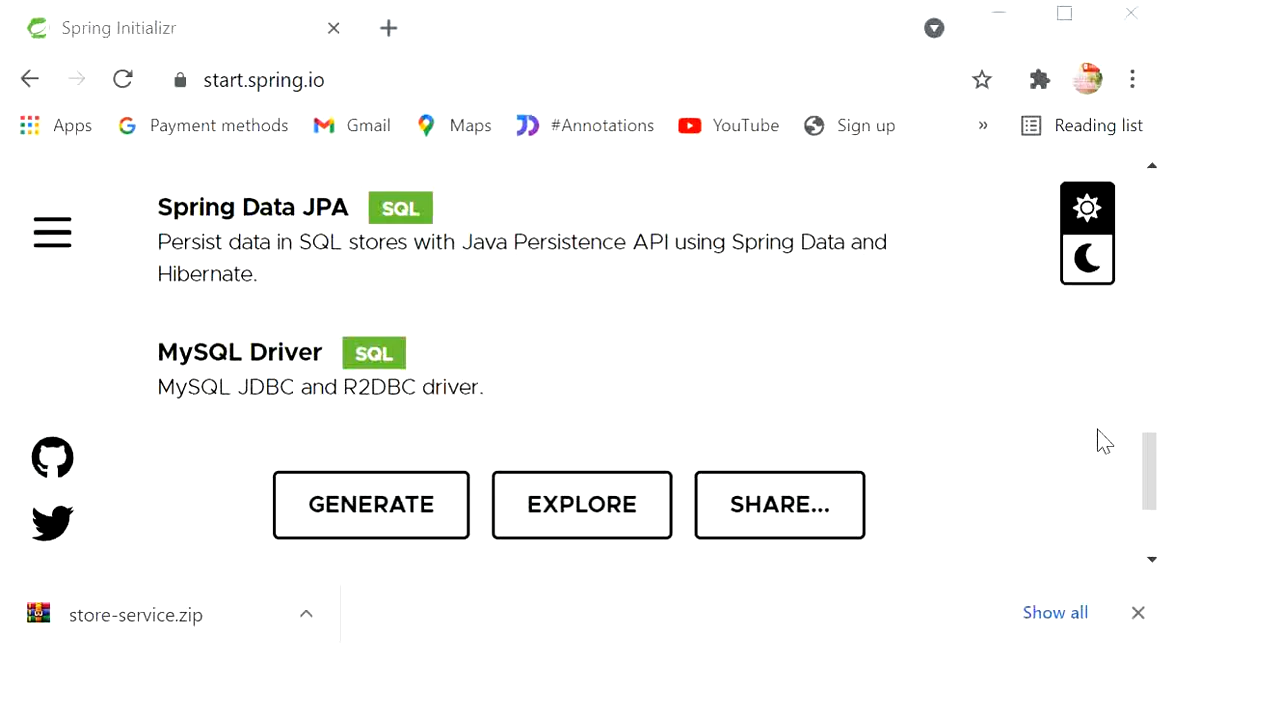 Spring Initializr
start.spring.io
Apps Payment methods Gmail Maps #Annotations YouTube Sign up » Reading list
Spring Data JPA SQL
Persist data in SQL stores with Java Persistence API using Spring Data and
Hibernate.
MySQL Driver SQL
MySQL JDBC and R2DBC driver.
GENERATE EXPLORE SHARE...
store-service.zip Show all